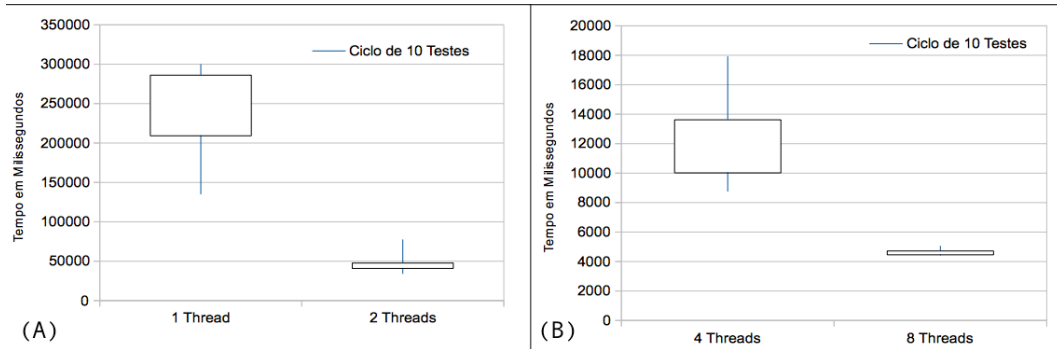 350000
300000
250000
200000
150000
100000
50000
0
Tempo em Milissegundos
Ciclo de 10 Testes
1 Thread
2 Threads
(A)
20000
18000
16000
14000
12000
10000
8000
6000
4000
2000
0
Tempo em Milissegundos
Ciclo de 10 Testes
4 Threads
8 Threads
(B)